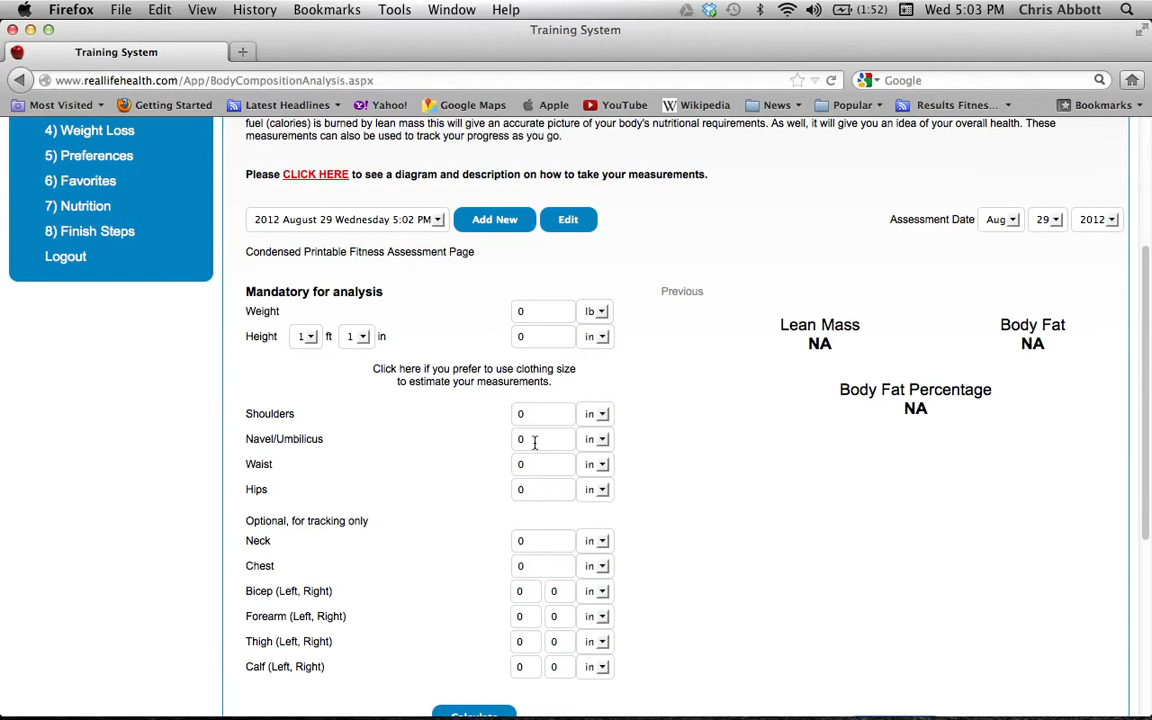 Firefox File Edit View History Bookmarks Tools Window Help (1:52) Wed 5:03 PM Chris Abbott
Training System
Training System +
www.reallifehealth.com/App/BodyCompositionAnalysis.aspx Google
Most Visited Getting Started Latest Headlines Yahoo! Google Maps Apple YouTube Wikipedia News Popular Results Fitnes... Bookmarks
fuel (calories) is burned by lean mass this will give an accurate picture of your body's nutritional requirements. As well, it will give you an idea of your overall health. These
measurements can also be used to track your progress as you go.
4) Weight Loss
5) Preferences
6) Favorites
7) Nutrition
8) Finish Steps
Logout
Please CLICK HERE to see a diagram and description on how to take your measurements.
2012 August 29 Wednesday 5:02 PM Add New Edit Assessment Date Aug 29 2012
Condensed Printable Fitness Assessment Page
Mandatory for analysis Previous
Weight 0 lb
Height 1 ft 1 in 0 in
Lean Mass
NA
Body Fat
NA
Body Fat Percentage
NA
Click here if you prefer to use clothing size
to estimate your measurements.
Shoulders 0 in
Navel/Umbilicus 0 in
Waist 0 in
Hips 0 in
Optional, for tracking only
Neck 0 in
Chest 0 in
Bicep (Left, Right) 0 0 in
Forearm (Left, Right) 0 0 in
Thigh (Left, Right) 0 0 in
Calf (Left, Right) 0 0 in
Calculate